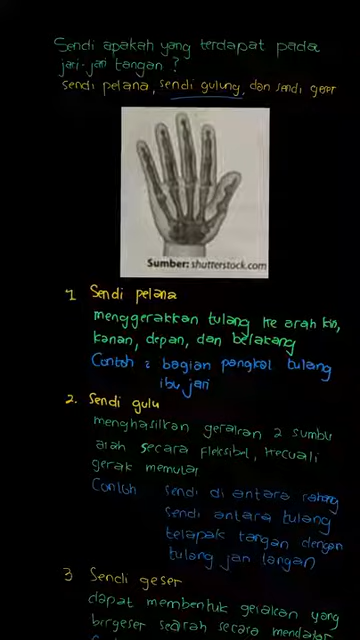 Sendi apakah yang terdapat pada
jari-jari tangan ?
sendi pelana, sendi gulung, dan sendi geser
Sumber: shutterstock.com
1 Sendi pelana
menggerakkan tulang ke arah kiri,
kanan, depan, dan belakang
Contoh : bagian pangkal tulang
ibu jari
2. Sendi gulu
menghasilkan gerakan 2 sumbu
arah secara fleksibel, kecuali
gerak memutar
Contoh sendi di antara rahang
sendi antara tulang
telapak tangan dengan
tulang jari tangan
3 Sendi geser
dapat membentuk gerakan yang
bergeser searah secara mendatar